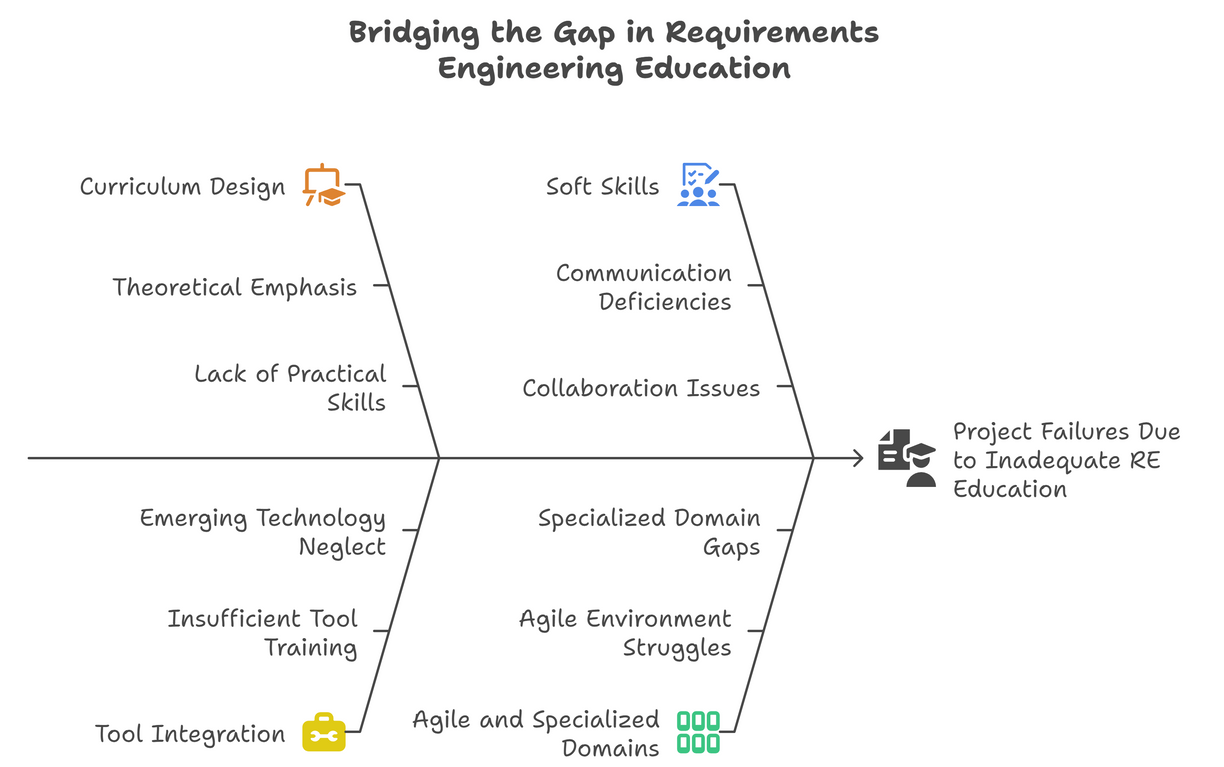 Bridging the Gap in Requirements
Engineering Education
Curriculum Design
Theoretical Emphasis
Lack of Practical
Skills
Soft Skills
Communication
Deficiencies
Collaboration Issues
Project Failures Due
to Inadequate RE
Education
Emerging Technology
Neglect
Insufficient Tool
Training
Tool Integration
Specialized Domain
Gaps
Agile Environment
Struggles
Agile and Specialized
Domains